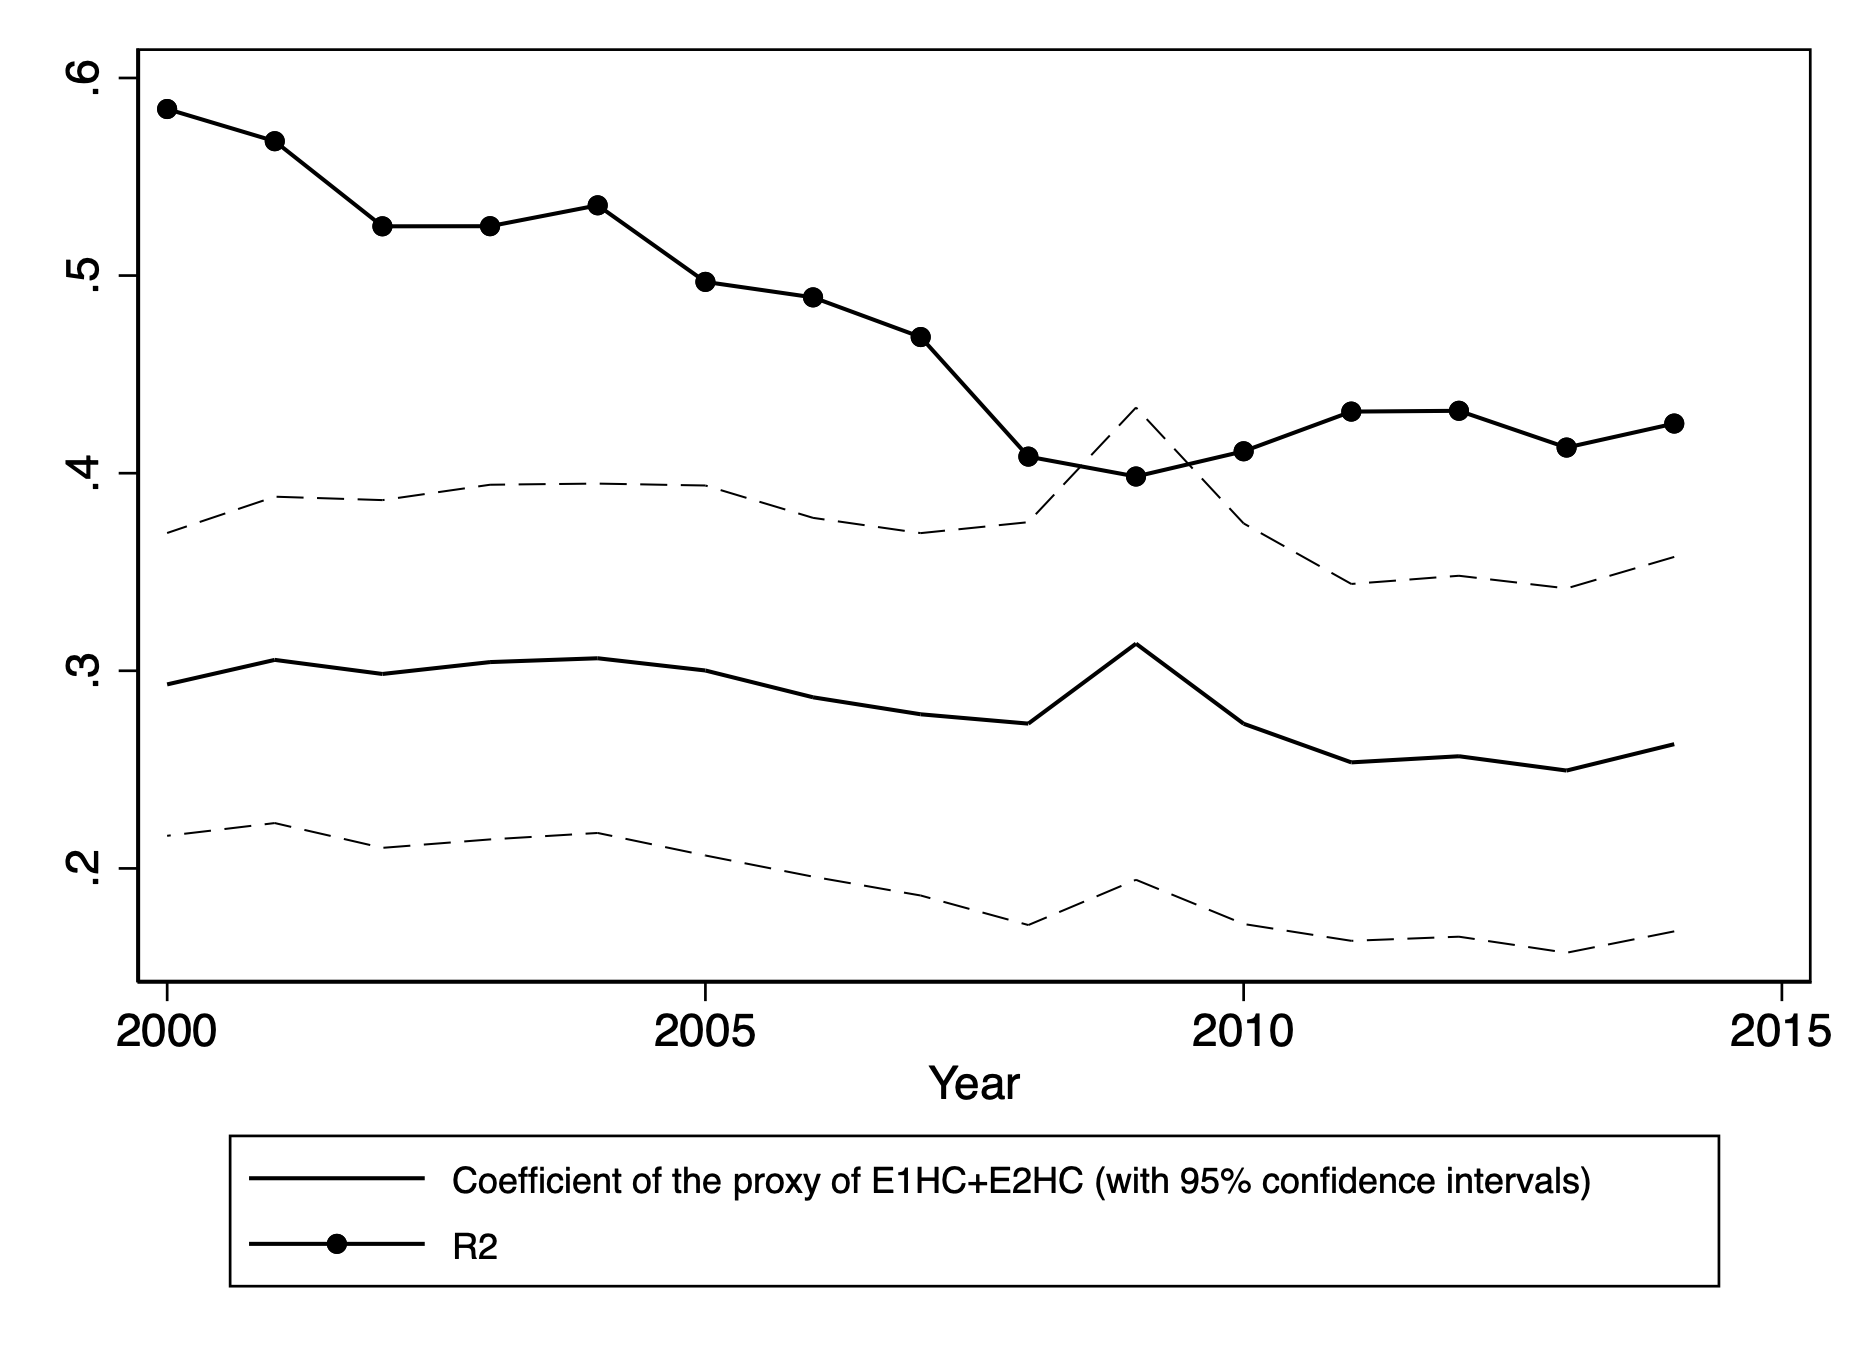 .6
.5
.4
.3
.2
2000 2005 2010 2015
Year
Coefficient of the proxy of E1HC+E2HC (with 95% confidence intervals)
R2